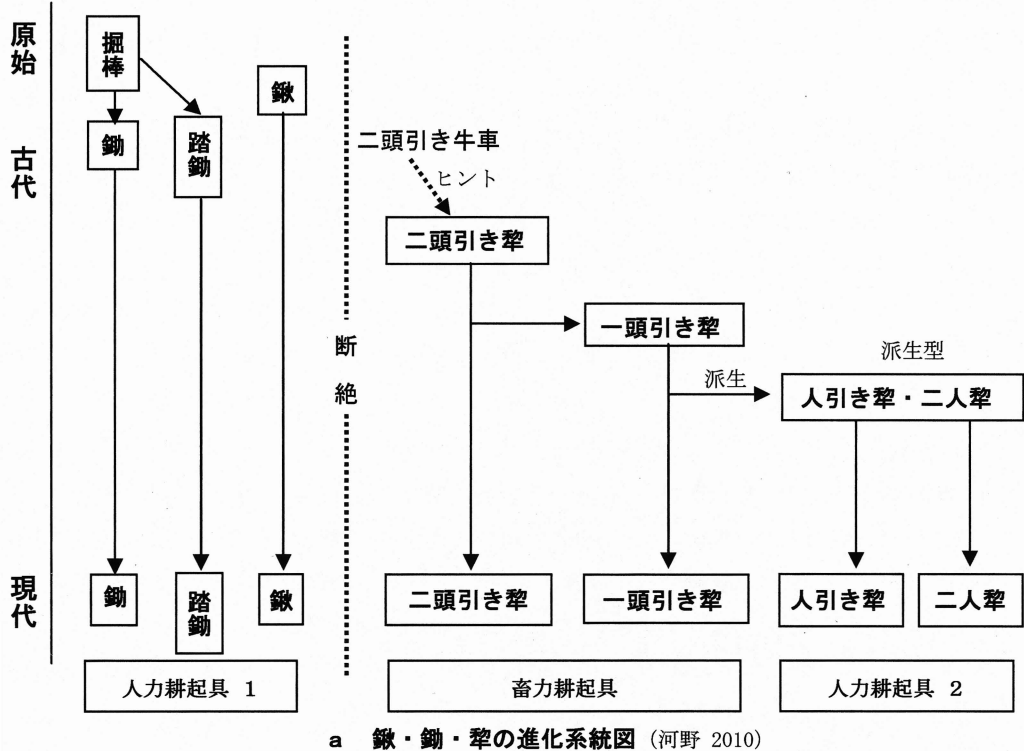 原始
古代
現代
掘棒
鋤
踏鋤
鍬
二頭引き牛車
ヒント
二頭引き犂
断絶
一頭引き犂
派生
派生型
人引き犂・二人犂
鋤
踏鋤
鍬
二頭引き犂
一頭引き犂
人引き犂
二人犂
人力耕起具 1
畜力耕起具
人力耕起具 2
a 鍬・鋤・犂の進化系統図 (河野 2010)